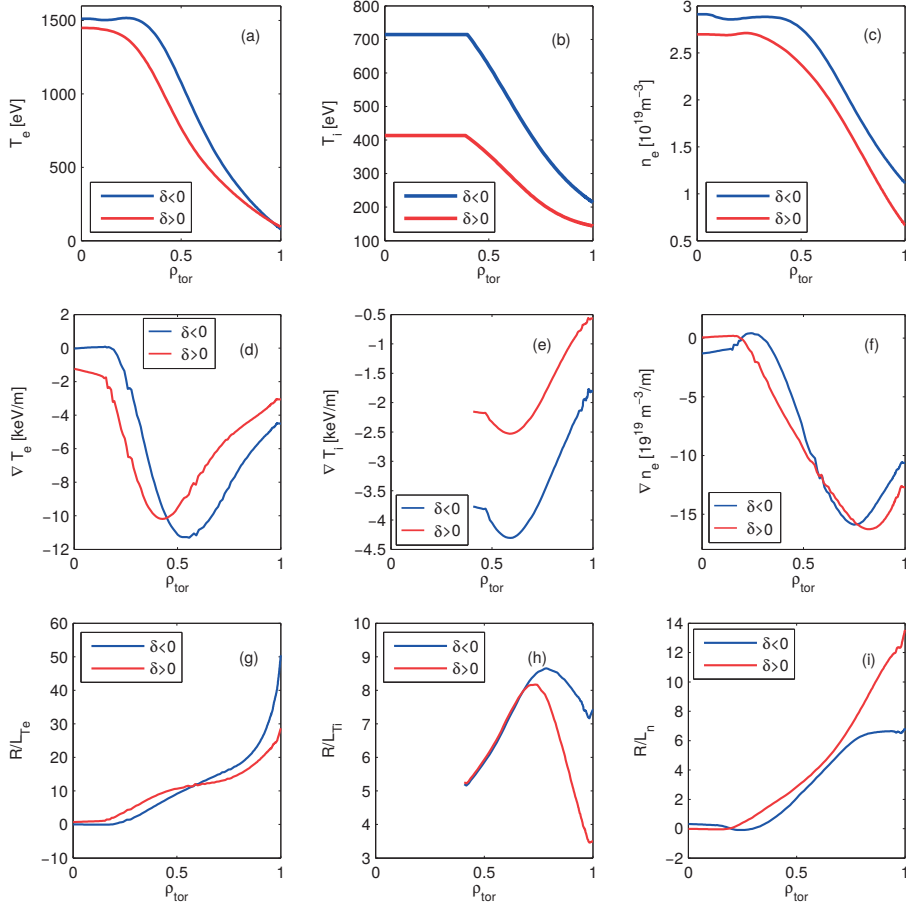 1500
1000
500
0
T_e [eV]
(a)
δ<0
δ>0
0
0.5
1
ρ_tor
800
700
600
500
400
300
200
100
T_i [eV]
(b)
δ<0
δ>0
0
0.5
1
ρ_tor
3
2.5
2
1.5
1
0.5
n_e [10^19 m^−3]
(c)
δ<0
δ>0
0
0.5
1
ρ_tor
2
0
−2
−4
−6
−8
−10
−12
∇ T_e [keV/m]
δ<0
δ>0
(d)
0
0.5
1
ρ_tor
−0.5
−1
−1.5
−2
−2.5
−3
−3.5
−4
−4.5
∇ T_i [keV/m]
(e)
δ<0
δ>0
0
0.5
1
ρ_tor
0
−5
−10
−15
∇ n_e [19^19 m^−3/m]
(f)
δ<0
δ>0
0
0.5
1
ρ_tor
60
50
40
30
20
10
0
−10
R/L_Te
δ<0
δ>0
(g)
0
0.5
1
ρ_tor
10
9
8
7
6
5
4
3
R/L_Ti
δ<0
δ>0
(h)
0
0.5
1
ρ_tor
14
12
10
8
6
4
2
0
−2
R/L_n
δ<0
δ>0
(i)
0
0.5
1
ρ_tor